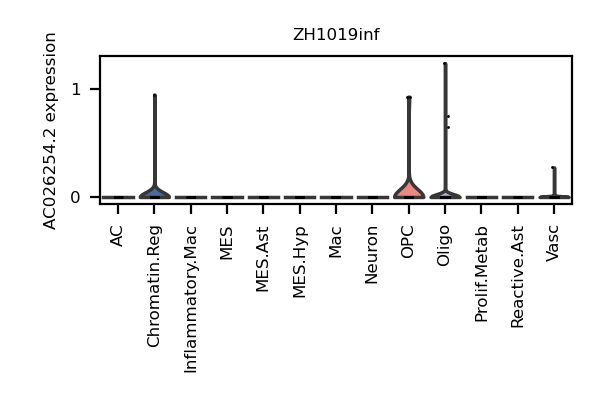 ZH1019inf
AC026254.2 expression
1
0
AC
Chromatin.Reg
Inflammatory.Mac
MES
MES.Ast
MES.Hyp
Mac
Neuron
OPC
Oligo
Prolif.Metab
Reactive.Ast
Vasc